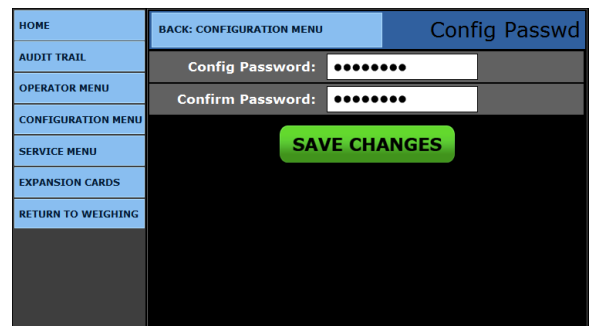 HOME
AUDIT TRAIL
OPERATOR MENU
CONFIGURATION MENU
SERVICE MENU
EXPANSION CARDS
RETURN TO WEIGHING
BACK: CONFIGURATION MENU
Config Passwd
Config Password: ●●●●●●●●
Confirm Password: ●●●●●●●●
SAVE CHANGES